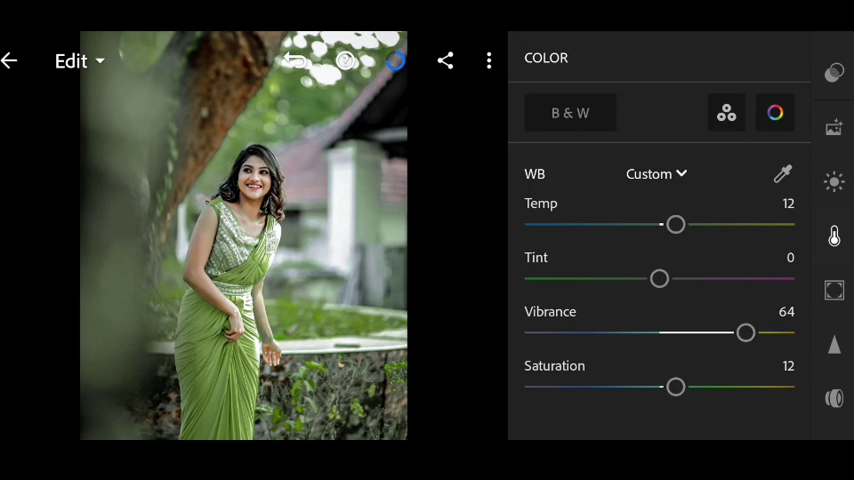 Edit
COLOR
B & W
WB
Custom
Temp
12
Tint
0
Vibrance
64
Saturation
12